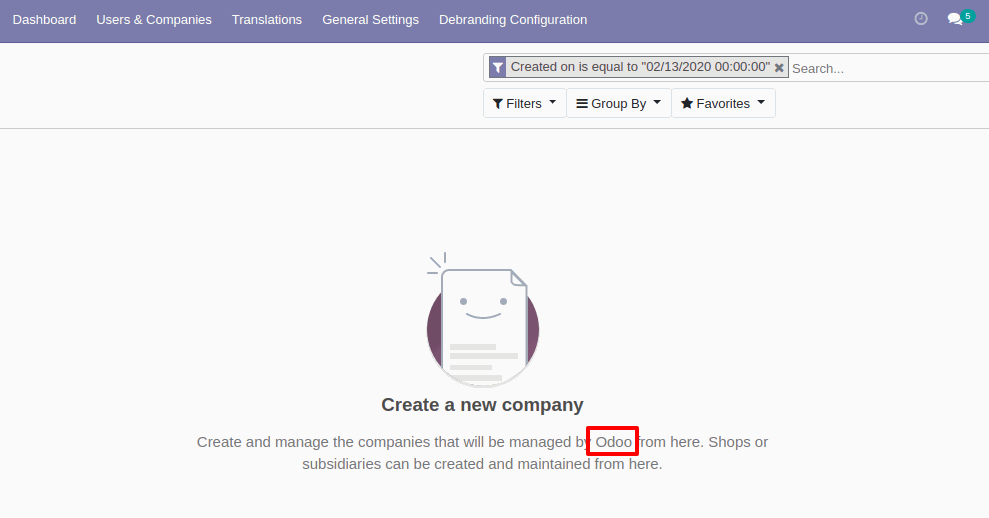 Dashboard Users & Companies Translations General Settings Debranding Configuration 5
Created on is equal to "02/13/2020 00:00:00" Search...
Filters Group By Favorites
Create a new company
Create and manage the companies that will be managed by Odoo from here. Shops or
subsidiaries can be created and maintained from here.